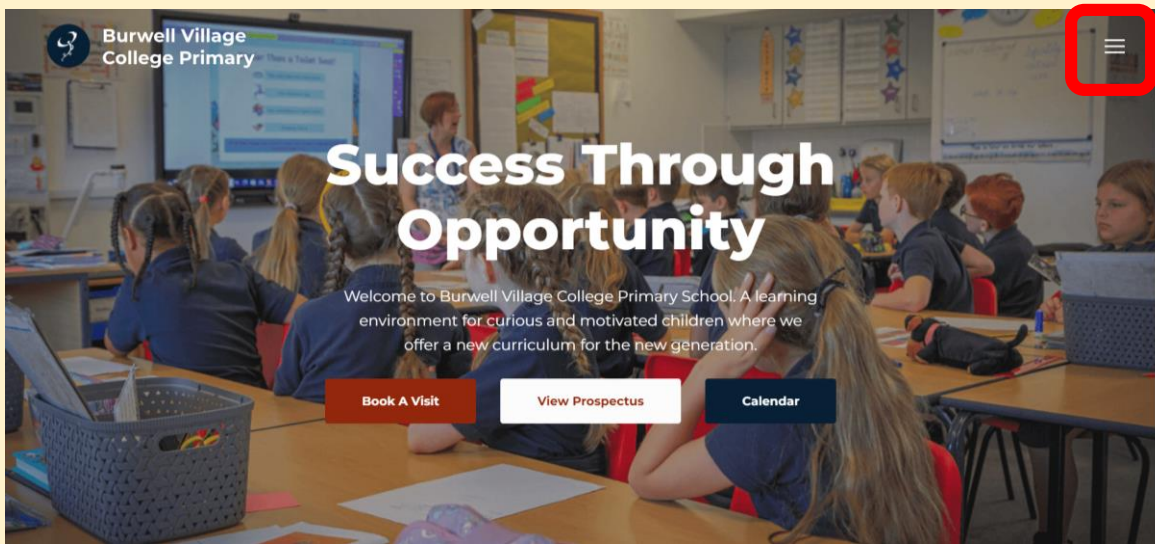 Burwell Village
College Primary
Success Through
Opportunity
Welcome to Burwell Village College Primary School. A learning
environment for curious and motivated children where we
offer a new curriculum for the new generation.
Book A Visit
View Prospectus
Calendar